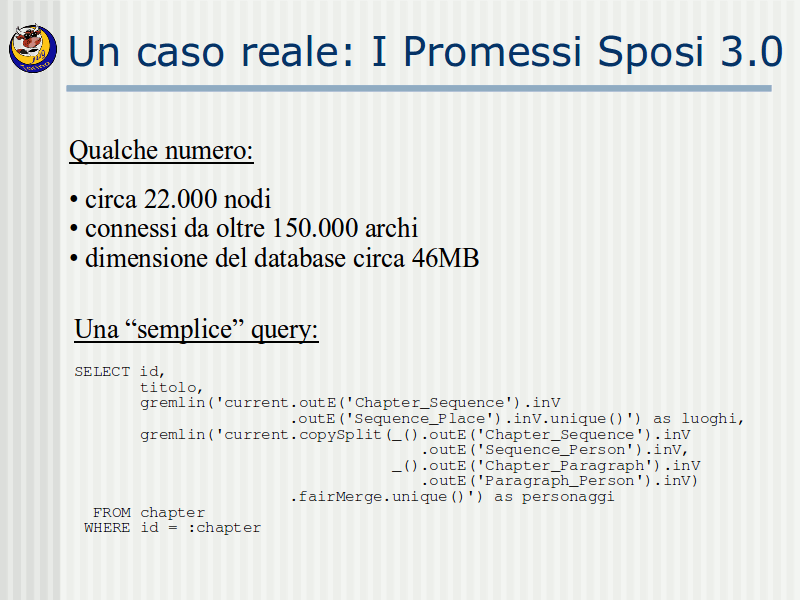 Un caso reale: I Promessi Sposi 3.0
Qualche numero:
• circa 22.000 nodi
• connessi da oltre 150.000 archi
• dimensione del database circa 46MB
Una “semplice” query:
SELECT id,
titolo,
gremlin('current.outE('Chapter_Sequence').inV
.outE('Sequence_Place').inV.unique()') as luoghi,
gremlin('current.copySplit(_().outE('Chapter_Sequence').inV
.outE('Sequence_Person').inV,
_().outE('Chapter_Paragraph').inV
.outE('Paragraph_Person').inV)
.fairMerge.unique()') as personaggi
FROM chapter
WHERE id = :chapter